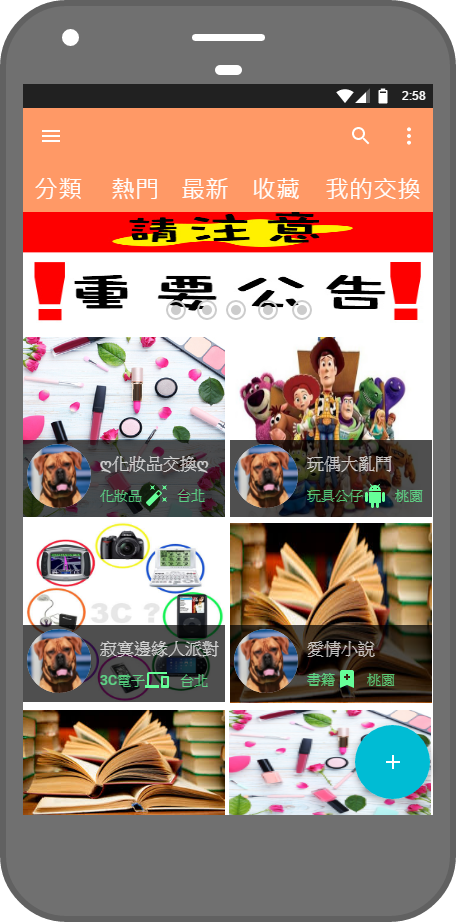 2:58
分類 熱門 最新 收藏 我的交換
請注意
!重要公告!
ღ化妝品交換ღ
化妝品 台北
玩偶大亂鬥
玩具公仔 桃園
3C ?
寂寞邊緣人派對
3C電子 台北
愛情小說
書籍 桃園